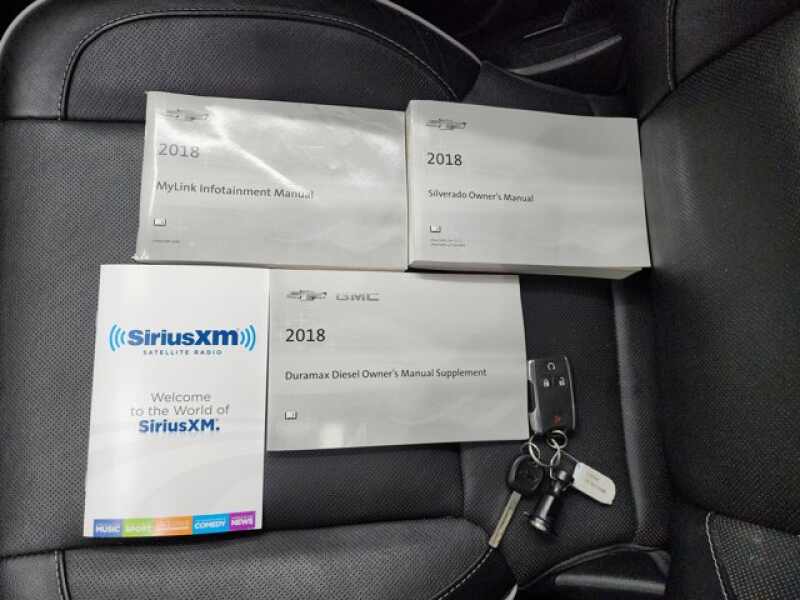 2018
MyLink Infotainment Manual
2018
Silverado Owner's Manual
SiriusXM
SATELLITE RADIO
Welcome
to the World of
SiriusXM.
MUSIC SPORT COMEDY NEWS
GMC
2018
Duramax Diesel Owner's Manual Supplement